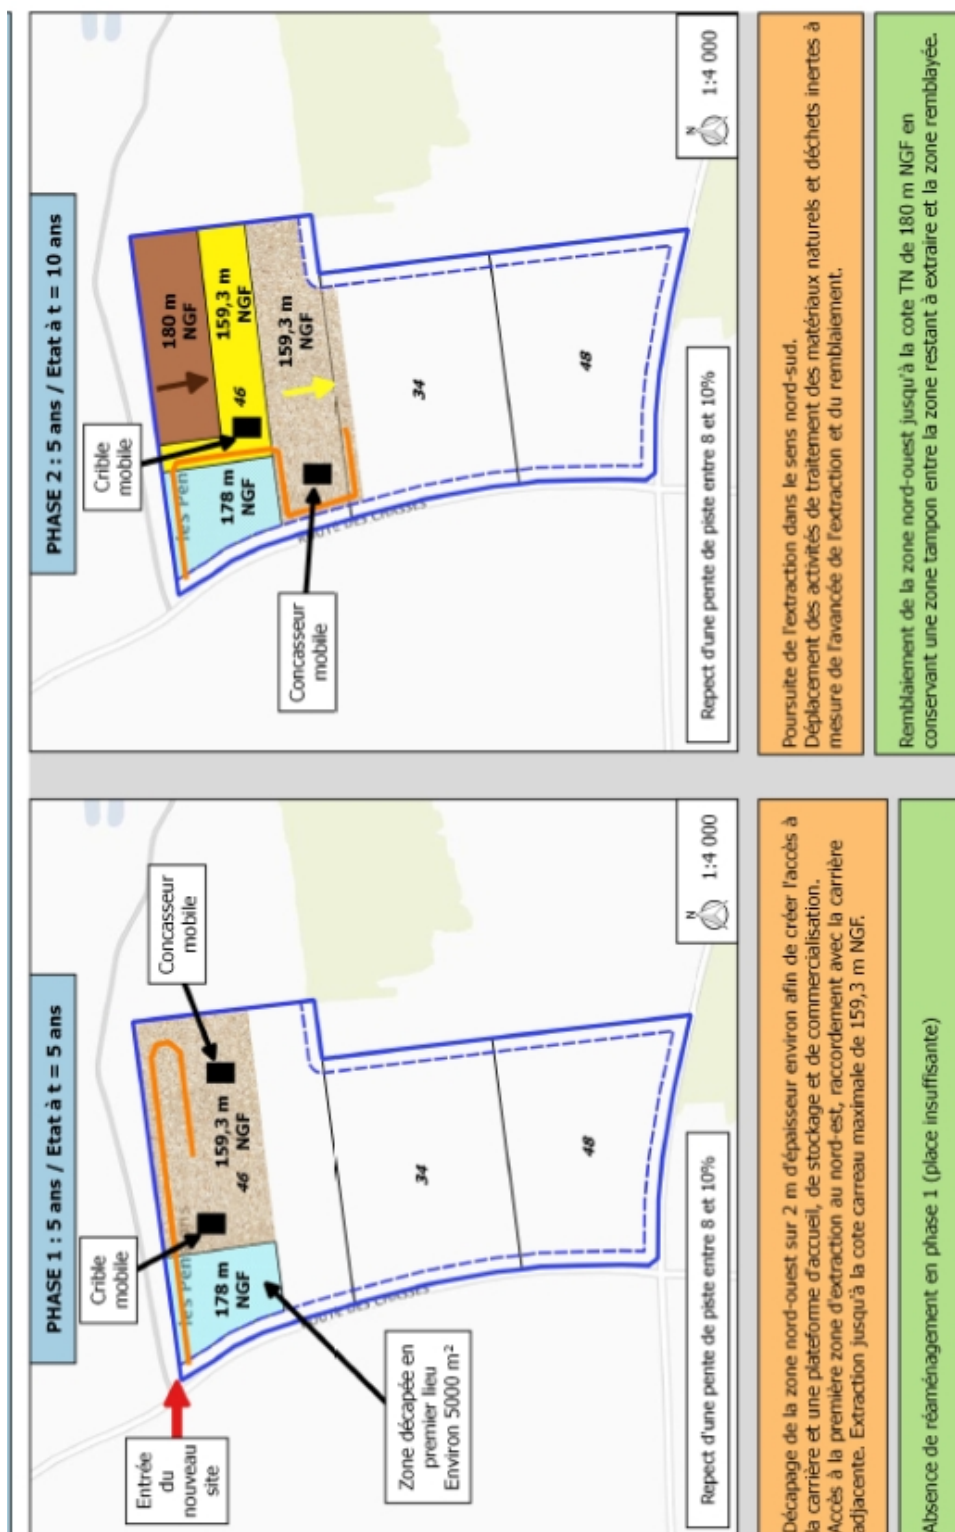 PHASE 1 : 5 ans / Etat à t = 5 ans
Crible
mobile
Concasseur
mobile
Entrée
du
nouveau
site
les Pen
178 m
NGF
159,3 m
NGF
46
Zone décapée en
premier lieu
Environ 5000 m²
34
48
Repect d'une pente de piste entre 8 et 10%
N
1:4 000
Décapage de la zone nord-ouest sur 2 m d'épaisseur environ afin de créer l'accès à
la carrière et une plateforme d'accueil, de stockage et de commercialisation.
Accès à la première zone d'extraction au nord-est, raccordement avec la carrière
adjacente. Extraction jusqu'à la cote carreau maximale de 159,3 m NGF.
Absence de réaménagement en phase 1 (place insuffisante)
PHASE 2 : 5 ans / Etat à t = 10 ans
Crible
mobile
les Pen
180 m
NGF
178 m
NGF
46
159,3 m
NGF
159,3 m
NGF
Concasseur
mobile
ROUTE DES
34
48
Repect d'une pente de piste entre 8 et 10%
N
1:4 000
Poursuite de l'extraction dans le sens nord-sud.
Déplacement des activités de traitement des matériaux naturels et déchets inertes à
mesure de l'avancée de l'extraction et du remblaiement.
Remblaiement de la zone nord-ouest jusqu'à la cote TN de 180 m NGF en
conservant une zone tampon entre la zone restant à extraire et la zone remblayée.